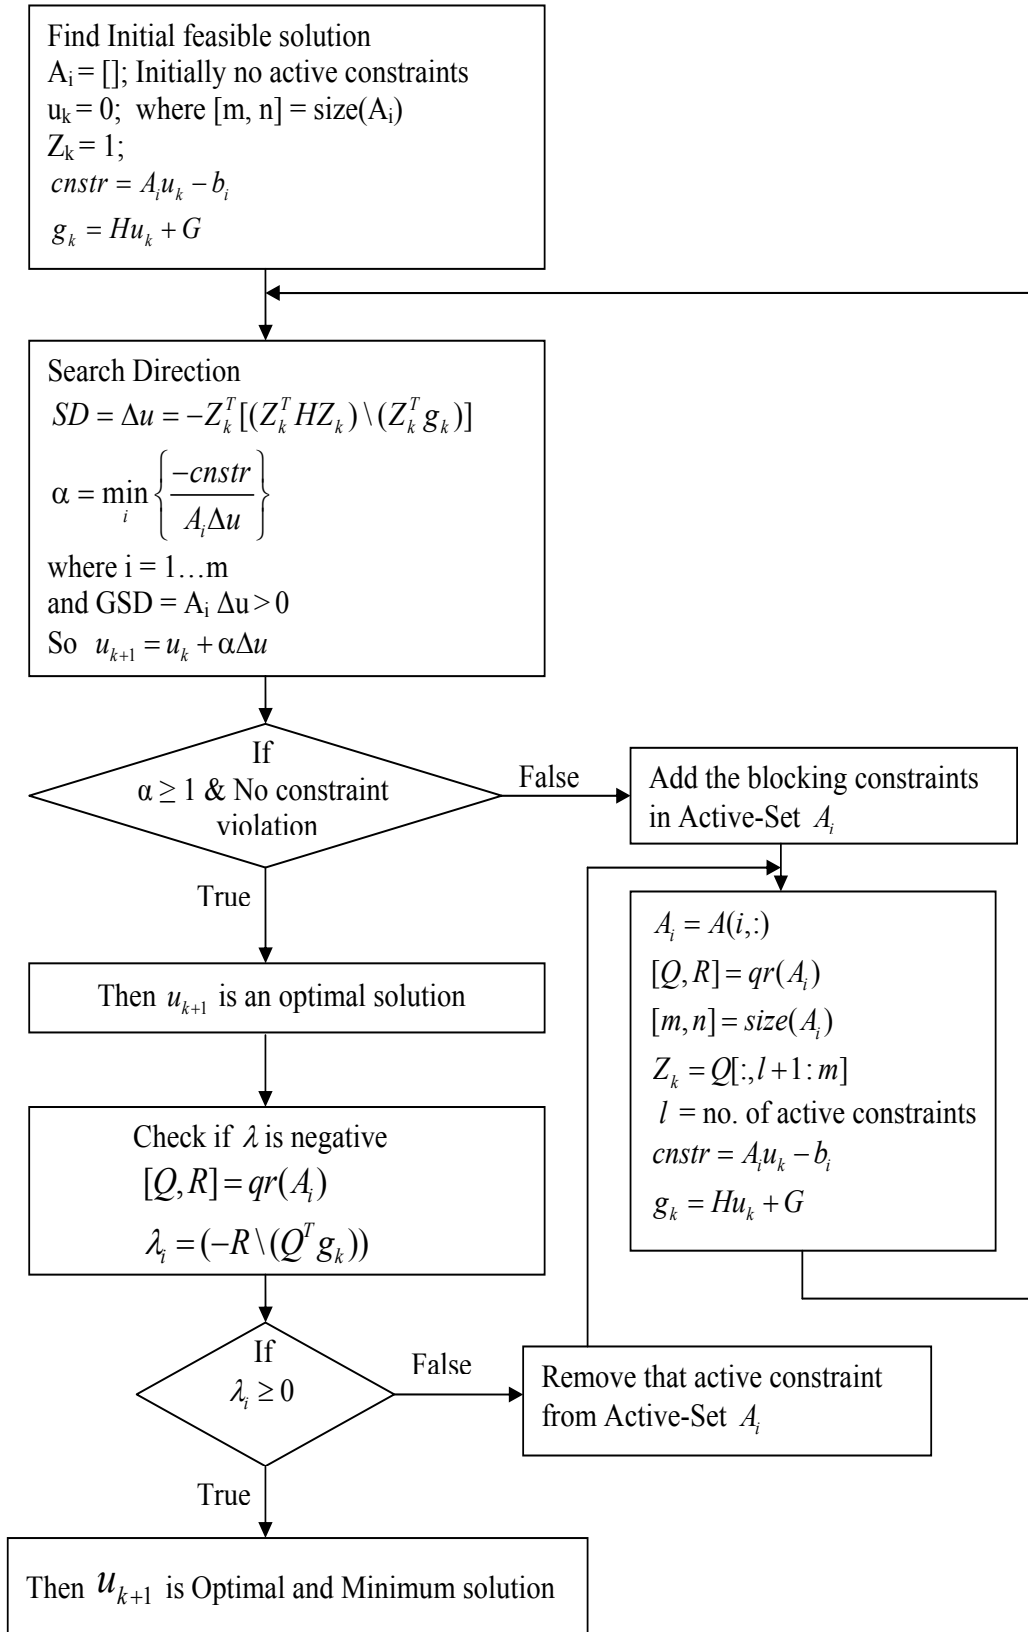 Find Initial feasible solution
Aᵢ = []; Initially no active constraints
uₖ = 0; where [m, n] = size(Aᵢ)
Zₖ = 1;
cnstr = Aᵢuₖ − bᵢ
gₖ = Huₖ + G
Search Direction
SD = Δu = −Zₖᵀ[(ZₖᵀHZₖ) \ (Zₖᵀgₖ)]
α = min_i { −cnstr / AᵢΔu }
where i = 1…m
and GSD = Aᵢ Δu > 0
So uₖ₊₁ = uₖ + αΔu
If
α ≥ 1 & No constraint
violation
False
Add the blocking constraints
in Active-Set Aᵢ
True
Aᵢ = A(i,:)
[Q, R] = qr(Aᵢ)
[m, n] = size(Aᵢ)
Zₖ = Q[:, l + 1 : m]
l = no. of active constraints
cnstr = Aᵢuₖ − bᵢ
gₖ = Huₖ + G
Then uₖ₊₁ is an optimal solution
Check if λ is negative
[Q, R] = qr(Aᵢ)
λᵢ = (−R \ (Qᵀgₖ))
If
λᵢ ≥ 0
False
Remove that active constraint
from Active-Set Aᵢ
True
Then uₖ₊₁ is Optimal and Minimum solution